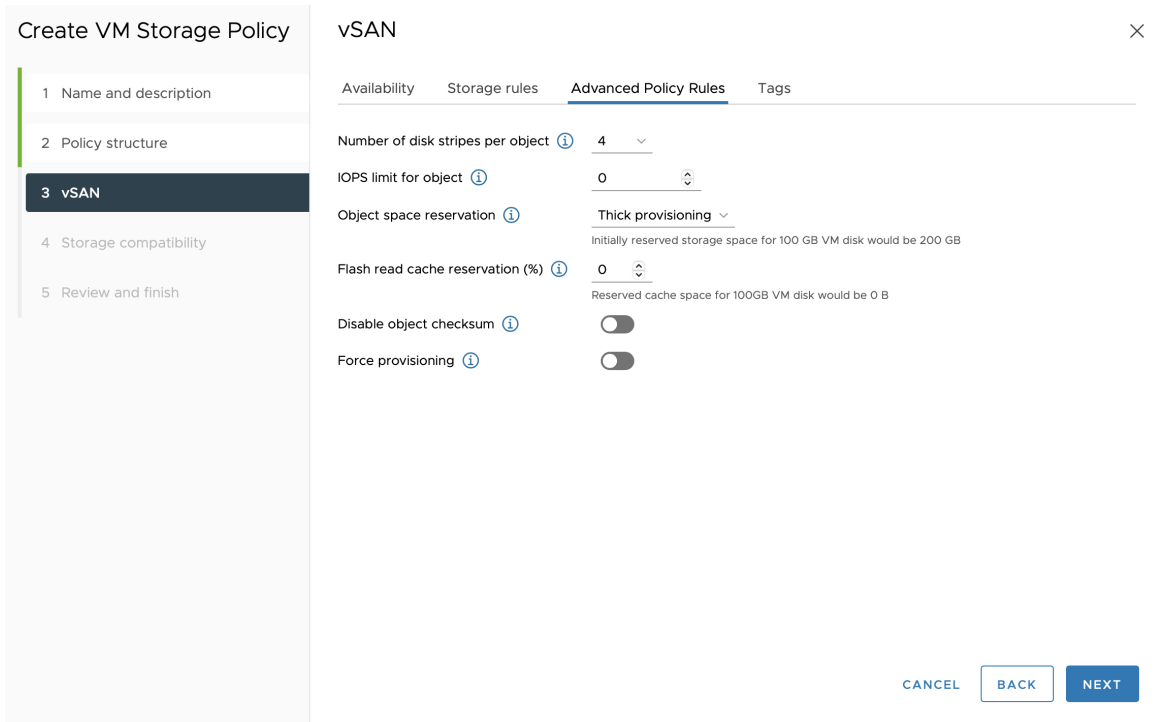 Create VM Storage Policy
1 Name and description
2 Policy structure
3 vSAN
4 Storage compatibility
5 Review and finish
vSAN
Availability Storage rules Advanced Policy Rules Tags
Number of disk stripes per object 4
IOPS limit for object 0
Object space reservation Thick provisioning
Initially reserved storage space for 100 GB VM disk would be 200 GB
Flash read cache reservation (%) 0
Reserved cache space for 100GB VM disk would be 0 B
Disable object checksum
Force provisioning
CANCEL BACK NEXT